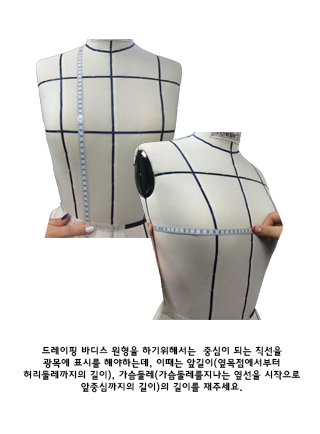 드레이핑 바디스 원형을 하기위해서는  중심이 되는 직선을
광목에 표시를 해야하는데, 이때는 앞길이(옆목점에서부터
허리둘레까지의 길이), 가슴둘레(가슴둘레를지나는 옆선을 시작으로
앞중심까지의 길이)의 길이를 재주세요.